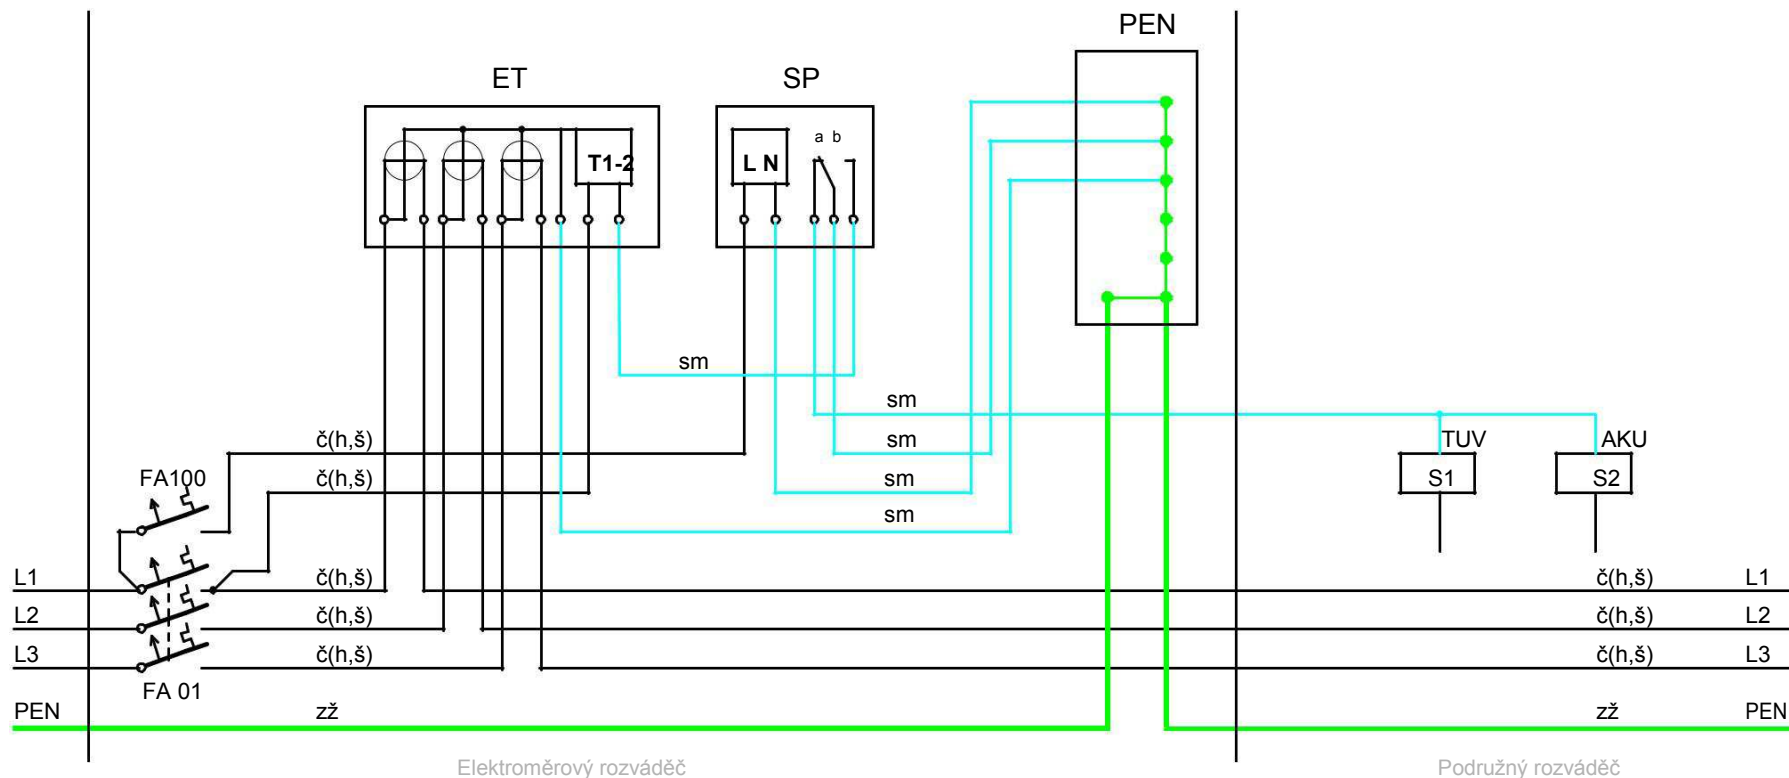 PEN
ET
SP
a b
T1-2
L N
sm
sm
č(h,š)
sm
TUV
AKU
FA100
č(h,š)
sm
S1
S2
sm
L1
č(h,š)
č(h,š)
L1
L2
č(h,š)
č(h,š)
L2
L3
č(h,š)
č(h,š)
L3
FA 01
PEN
zž
zž
PEN
Elektroměrový rozváděč
Podružný rozváděč